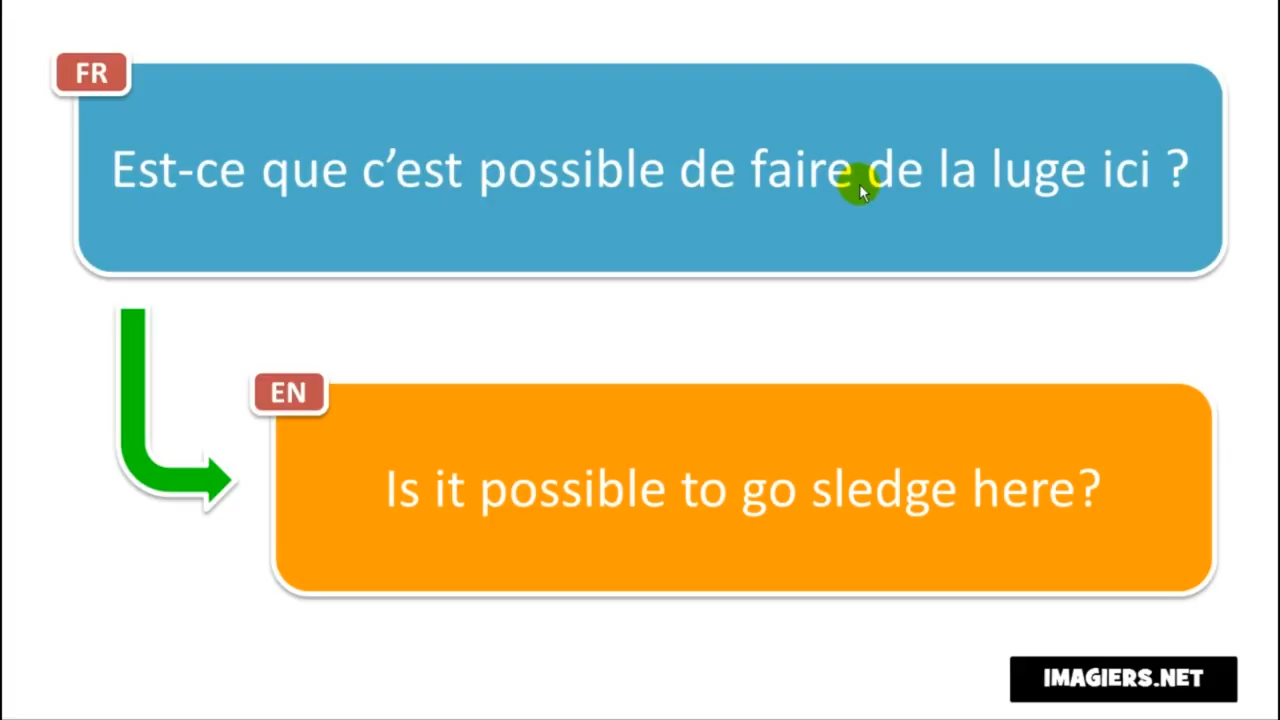 FR
Est-ce que c’est possible de faire de la luge ici ?
EN
Is it possible to go sledge here?
IMAGIERS.NET